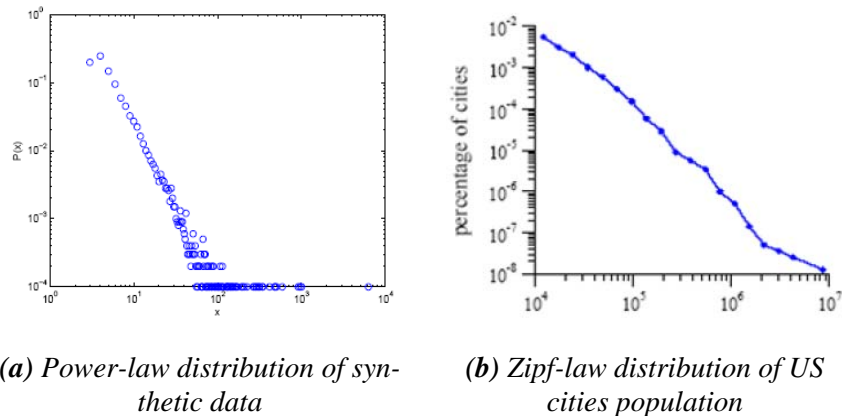 10^0
10^-1
10^-2
10^-3
10^-4
P(x)
10^0 10^1 10^2 10^3 10^4
x
10^-2
10^-3
10^-4
10^-5
10^-6
10^-7
10^-8
percentage of cities
10^4 10^5 10^6 10^7
(a) Power-law distribution of syn-
thetic data
(b) Zipf-law distribution of US
cities population